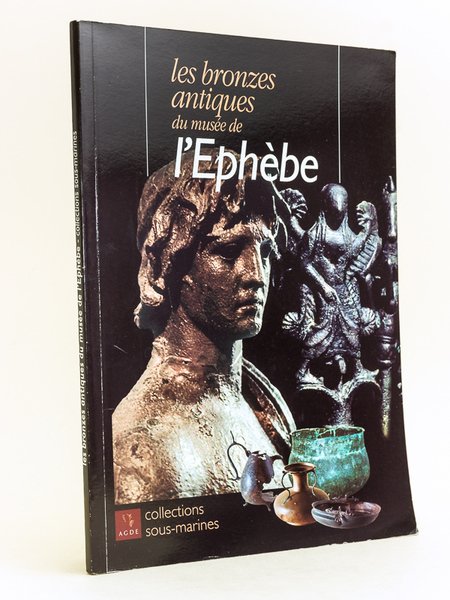 les bronzes
antiques
du musée de
l'Ephèbe
les bronzes antiques du musée de l'Ephèbe - collections sous-marines
AGDE
collections
sous-marines